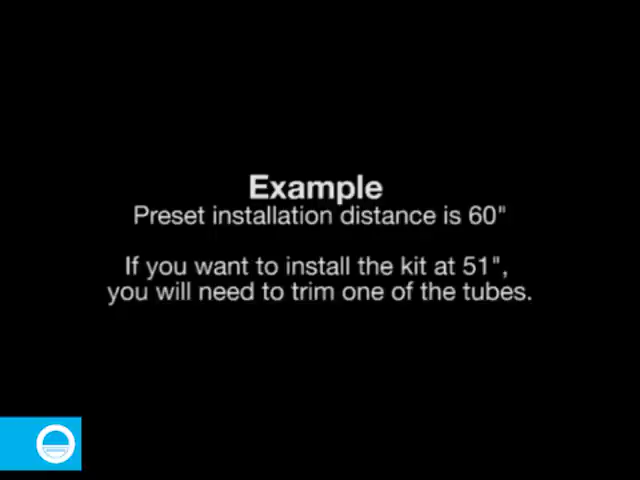 Example
Preset installation distance is 60"
If you want to install the kit at 51",
you will need to trim one of the tubes.